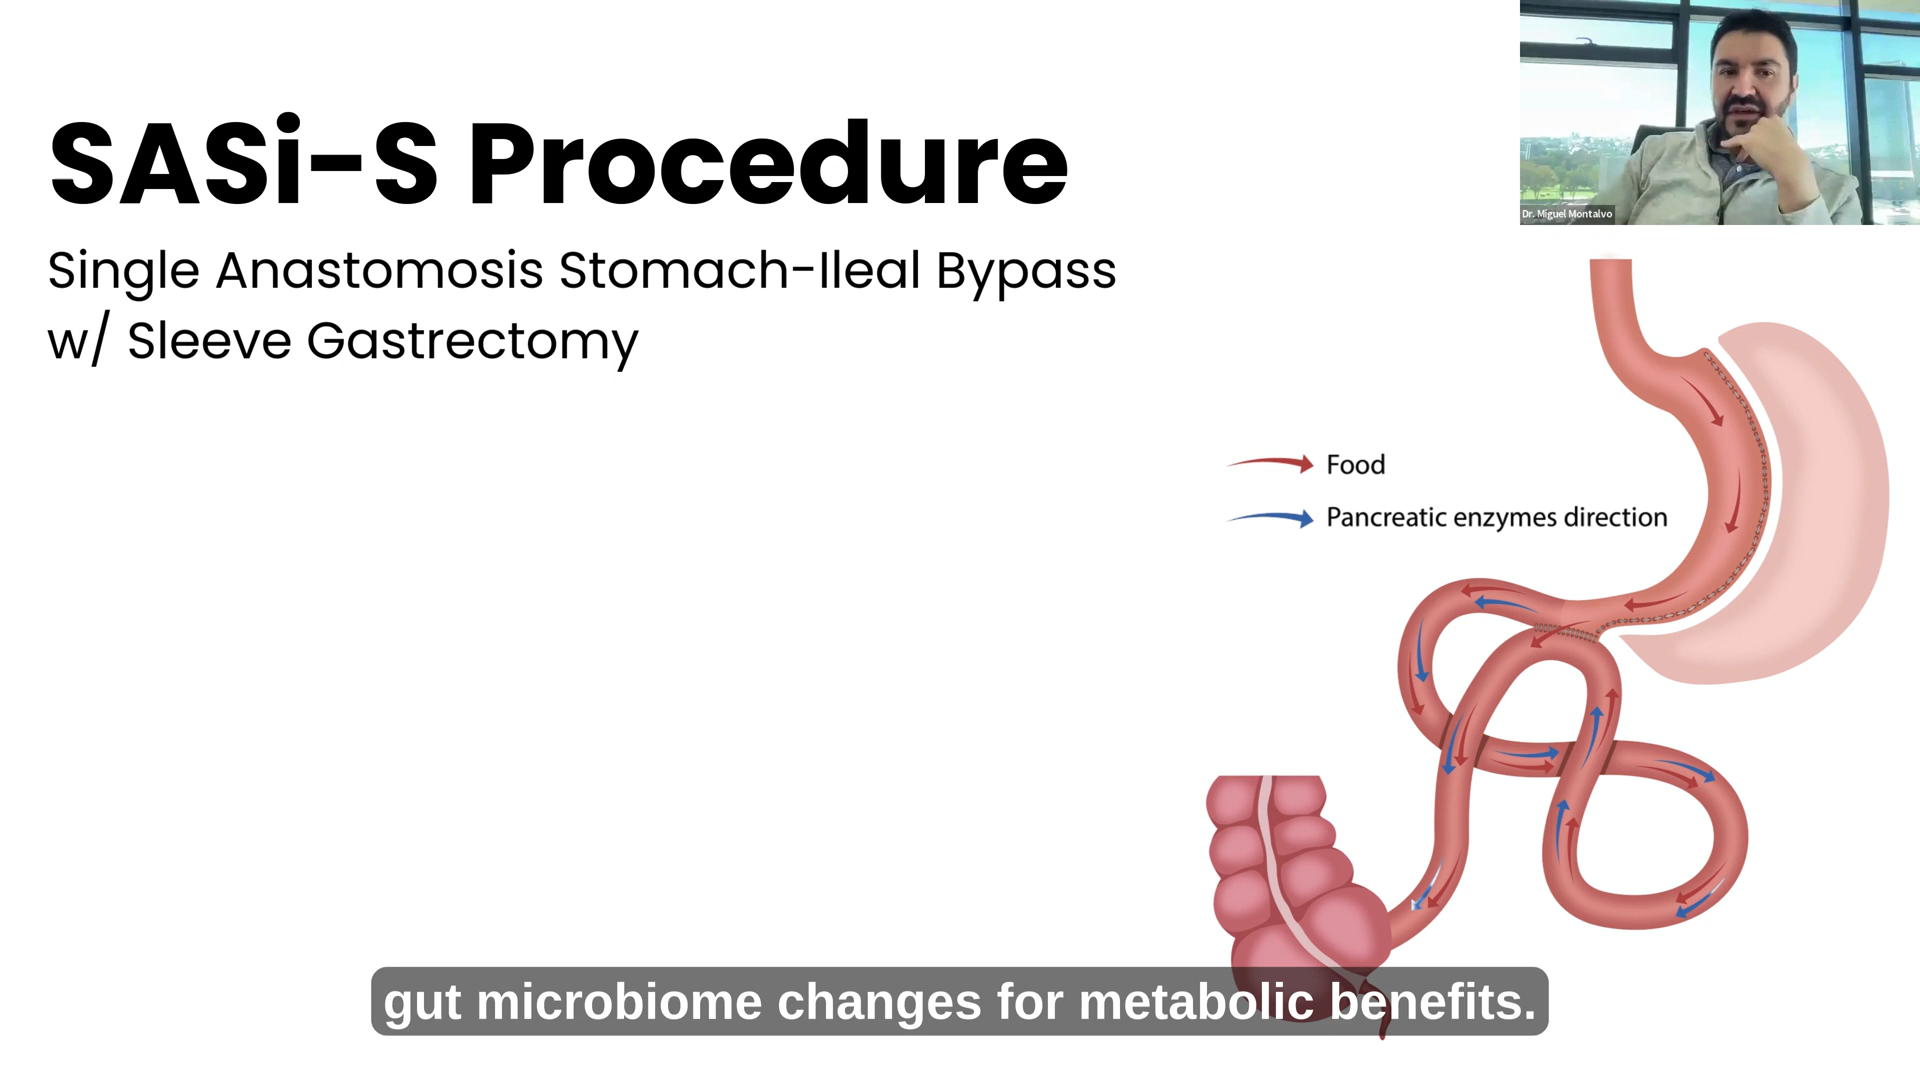 SASi-S Procedure
Single Anastomosis Stomach-Ileal Bypass
w/ Sleeve Gastrectomy
Dr. Miguel Montalvo
Food
Pancreatic enzymes direction
gut microbiome changes for metabolic benefits.